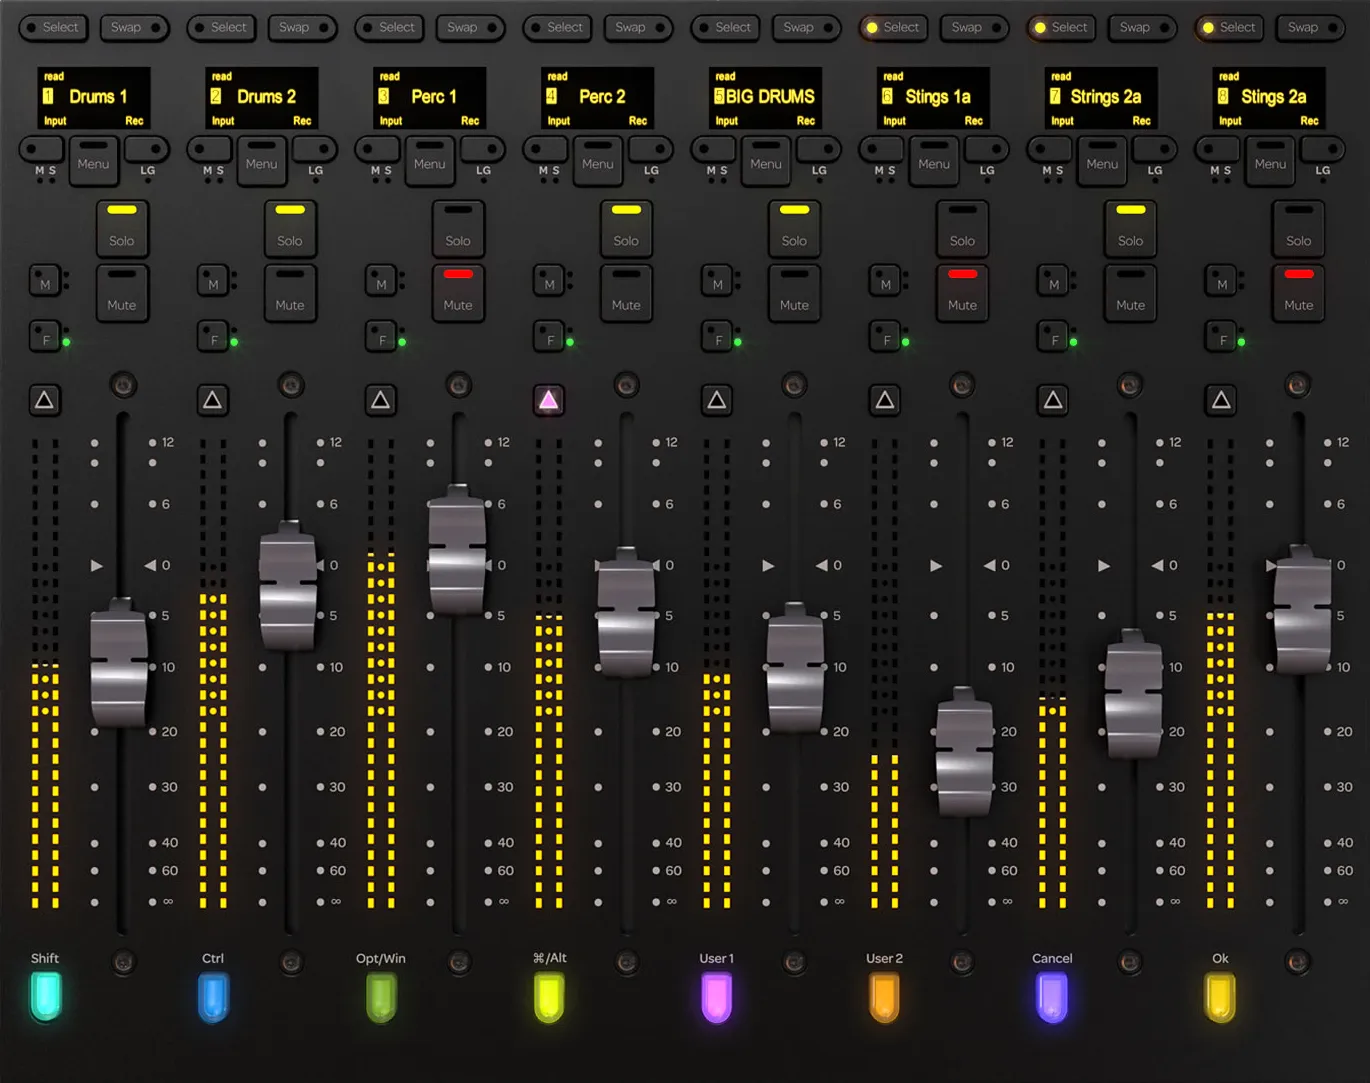 Select Swap Select Swap Select Swap Select Swap Select Swap Select Swap Select Swap Select Swap
read read read read read read read read
1 Drums 1 2 Drums 2 3 Perc 1 4 Perc 2 5 BIG DRUMS 6 Stings 1a 7 Strings 2a 8 Stings 2a
Input Rec Input Rec Input Rec Input Rec Input Rec Input Rec Input Rec Input Rec
Menu Menu Menu Menu Menu Menu Menu Menu
M S LG M S LG M S LG M S LG M S LG M S LG M S LG M S LG
Solo Solo Solo Solo Solo Solo Solo Solo
M M M M M M M M
Mute Mute Mute Mute Mute Mute Mute Mute
F F F F F F F F
12 12 12 12 12 12 12 12
6 6 6 6 6 6 6 6
0 0 0 0 0 0 0 0
5 5 5 5 5 5 5 5
10 10 10 10 10 10 10 10
20 20 20 20 20 20 20 20
30 30 30 30 30 30 30 30
40 40 40 40 40 40 40 40
60 60 60 60 60 60 60 60
∞ ∞ ∞ ∞ ∞ ∞ ∞ ∞
Shift Ctrl Opt/Win ⌘/Alt User 1 User 2 Cancel Ok